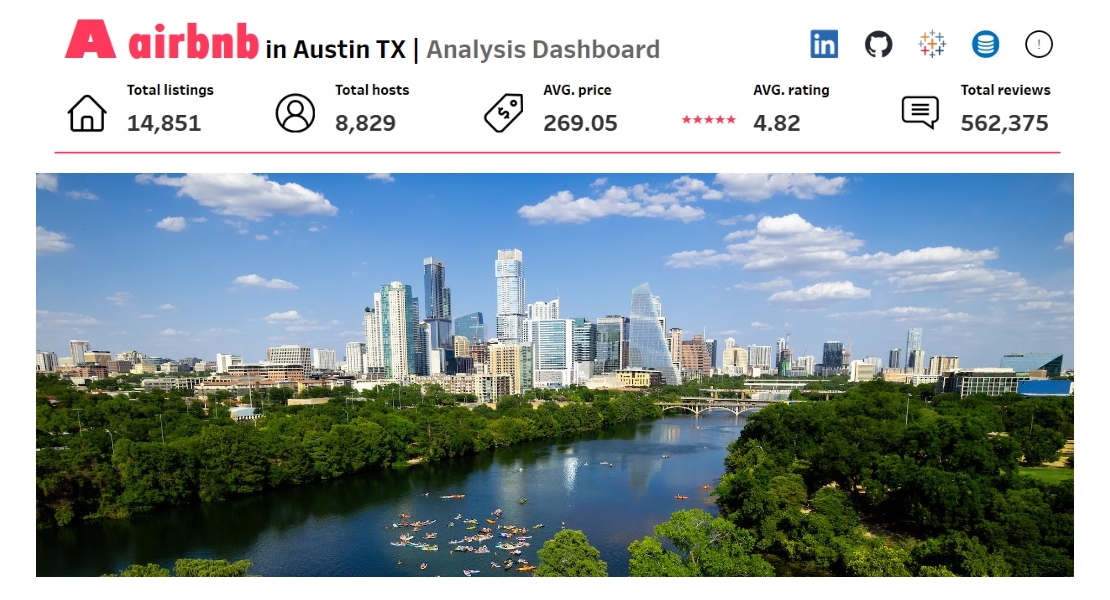 A airbnb in Austin TX | Analysis Dashboard
in
!
Total listings
14,851
Total hosts
8,829
AVG. price
269.05
AVG. rating
4.82
Total reviews
562,375